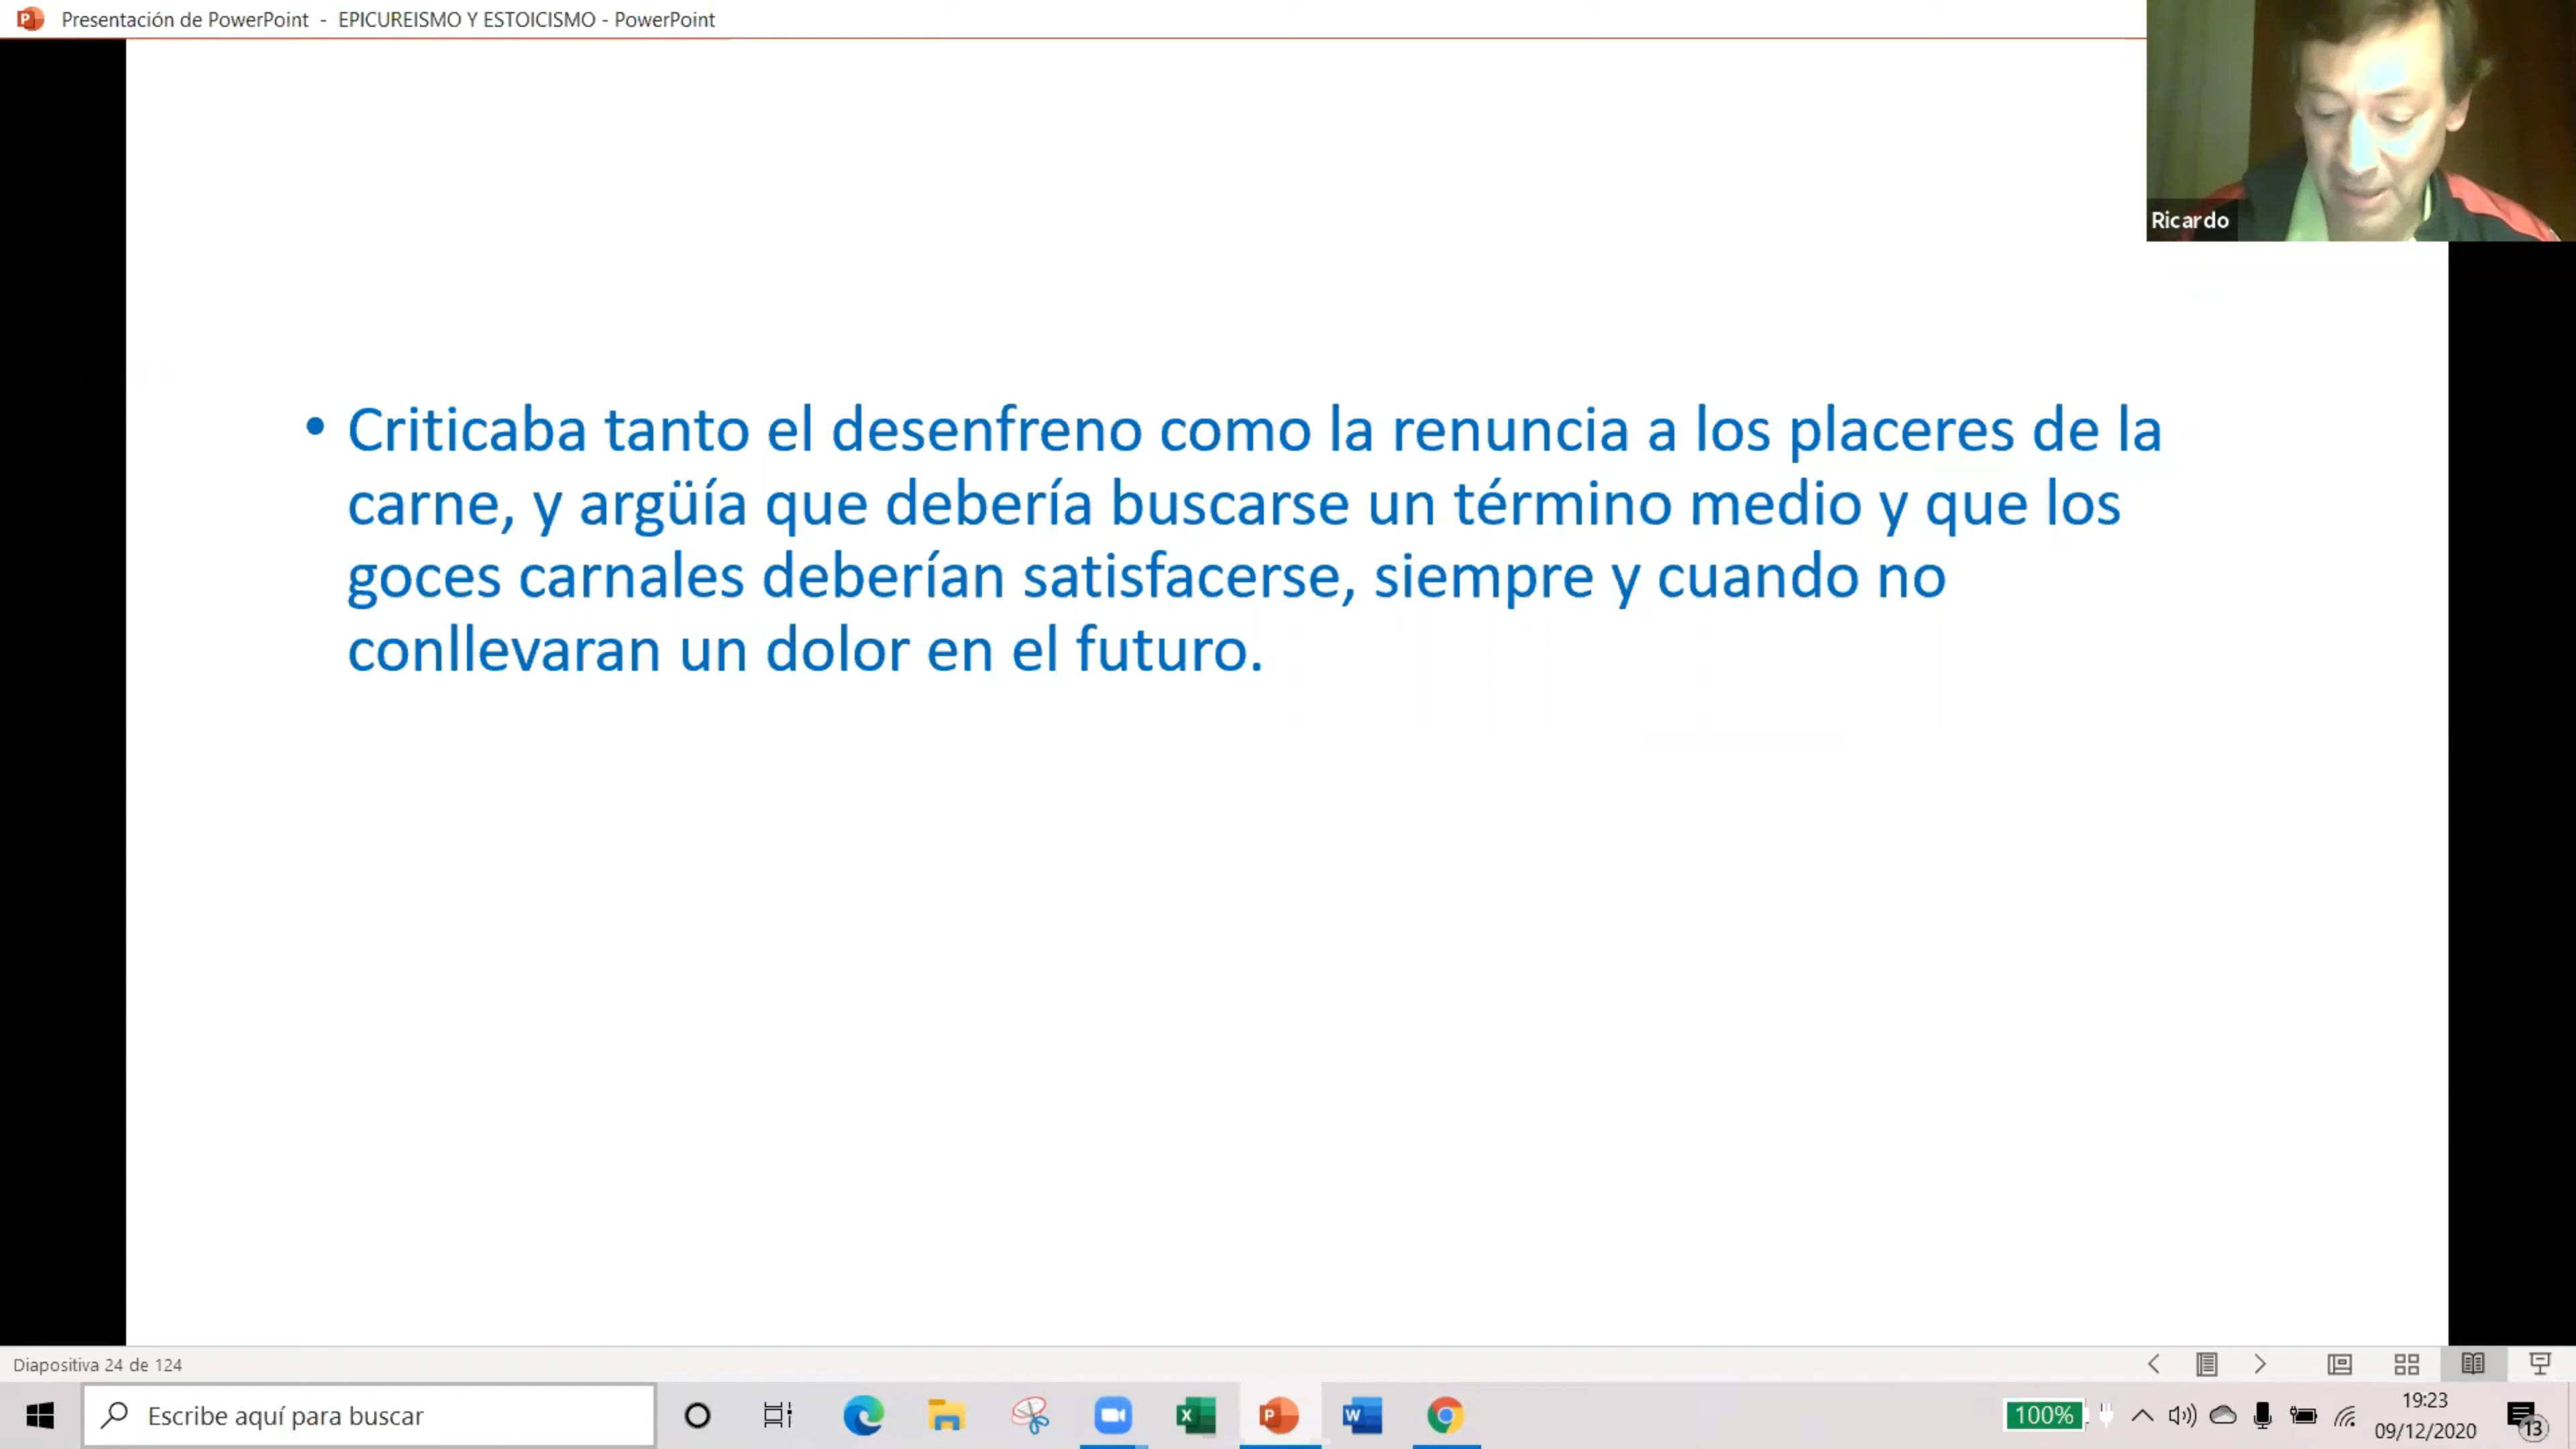 Presentación de PowerPoint - EPICUREISMO Y ESTOICISMO - PowerPoint
Ricardo
• Criticaba tanto el desenfreno como la renuncia a los placeres de la
carne, y argüía que debería buscarse un término medio y que los
goces carnales deberían satisfacerse, siempre y cuando no
conllevaran un dolor en el futuro.
Diapositiva 24 de 124
Escribe aquí para buscar
100%
19:23
09/12/2020
13